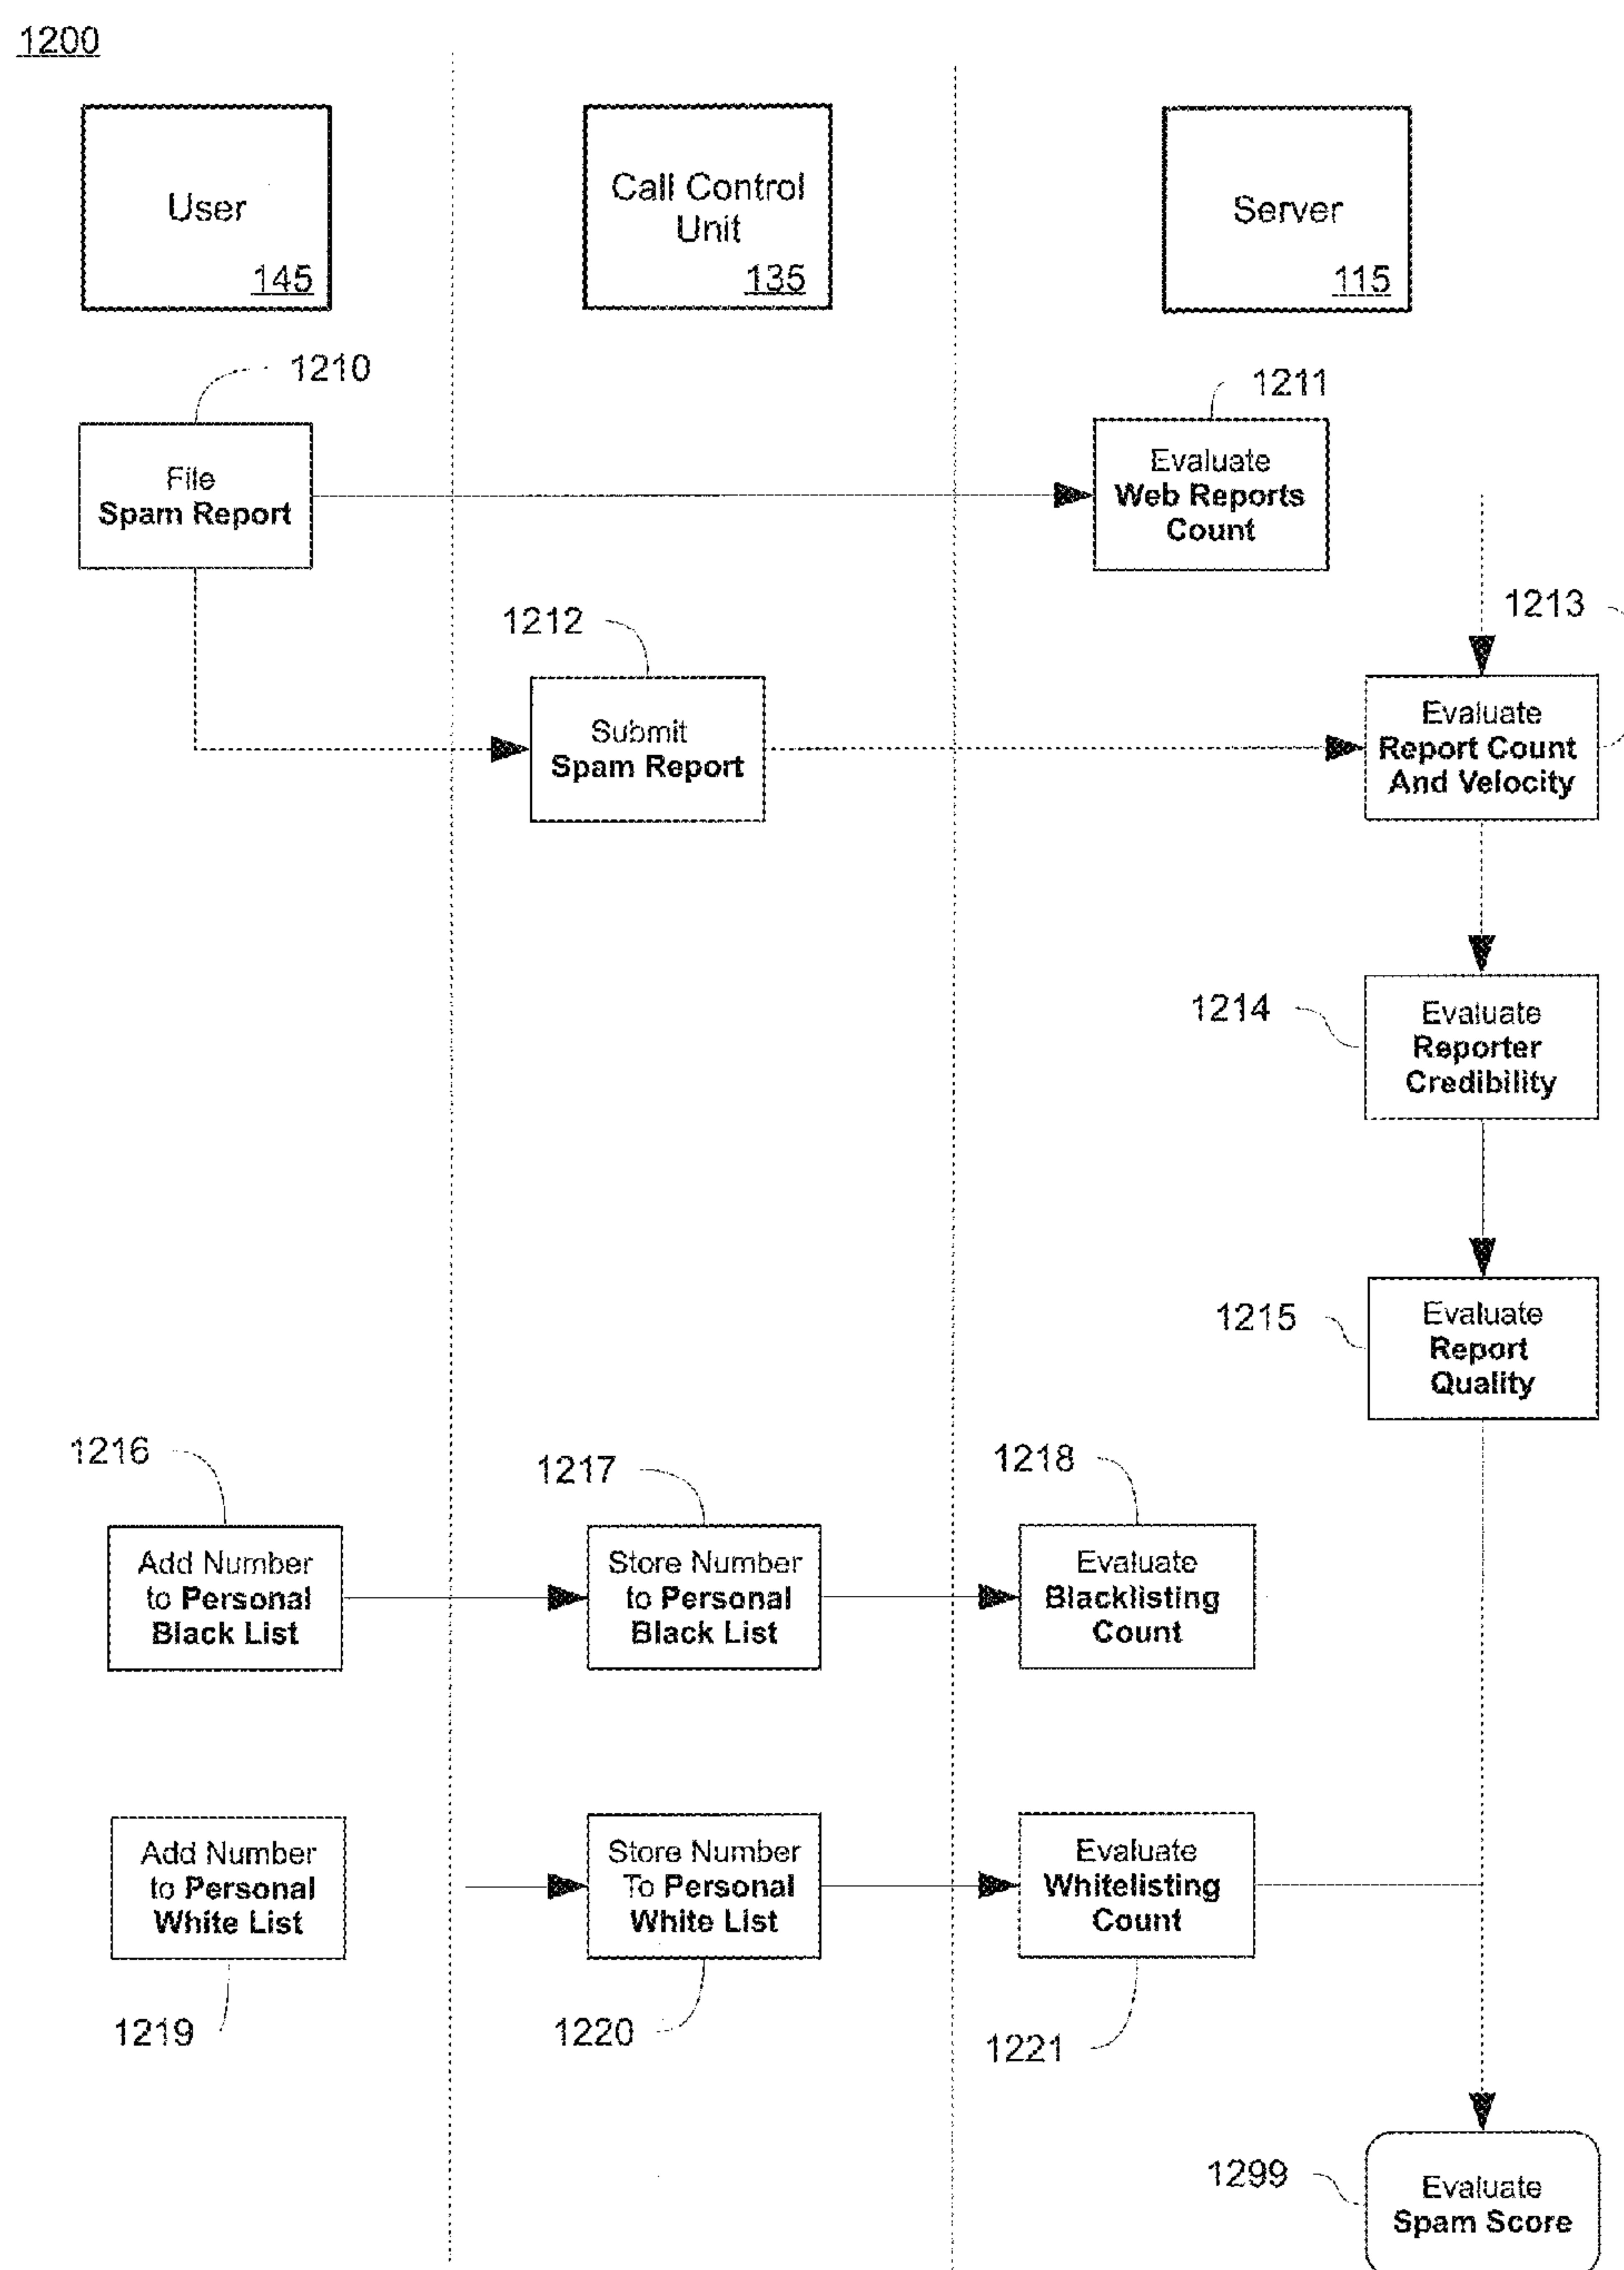 1200
User
145
Call Control
Unit
135
Server
115
1210
1211
File
Spam Report
Evaluate
Web Reports
Count
1212
1213
Submit
Spam Report
Evaluate
Report Count
And Velocity
1214
Evaluate
Reporter
Credibility
1215
Evaluate
Report
Quality
1216
1217
1218
Add Number
to Personal
Black List
Store Number
to Personal
Black List
Evaluate
Blacklisting
Count
Add Number
to Personal
White List
Store Number
To Personal
White List
Evaluate
Whitelisting
Count
1219
1220
1221
1299
Evaluate
Spam Score